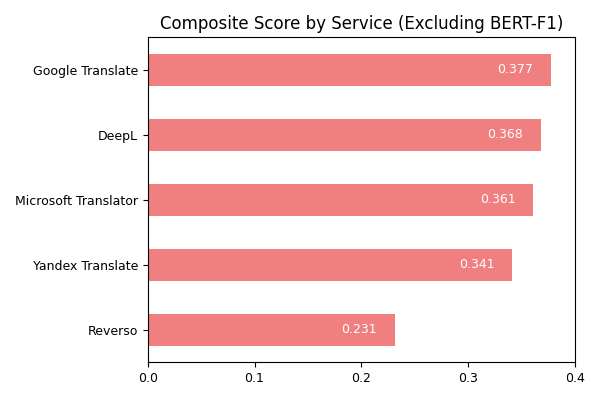 Composite Score by Service (Excluding BERT-F1)
Google Translate 0.377
DeepL 0.368
Microsoft Translator 0.361
Yandex Translate 0.341
Reverso 0.231
0.0 0.1 0.2 0.3 0.4